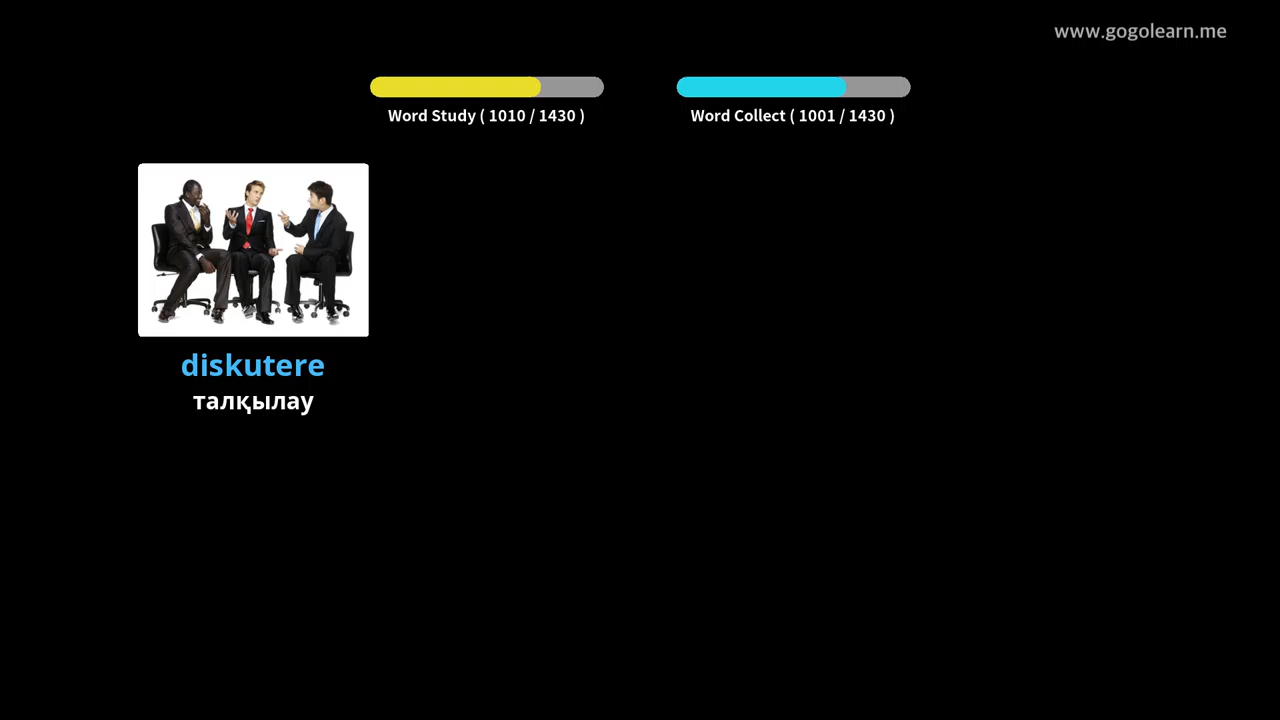 www.gogolearn.me
Word Study ( 1010 / 1430 )
Word Collect ( 1001 / 1430 )
diskutere
талқылау